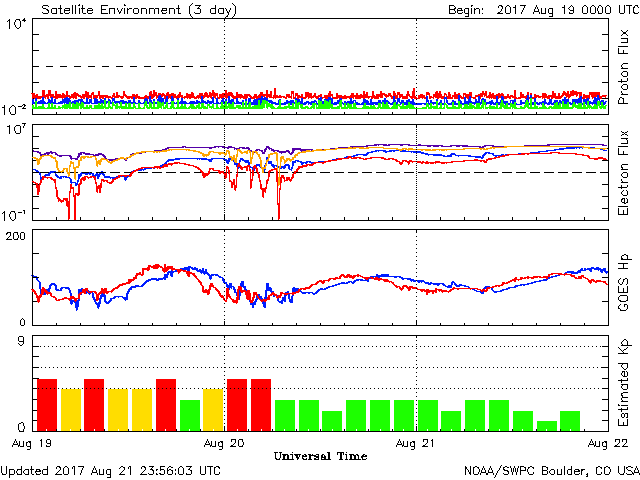 Satellite Environment (3 day) Begin: 2017 Aug 19 0000 UTC
10^4
10^-2
Proton Flux
10^7
10^-1
Electron Flux
200
0
GOES Hp
9
0
Estimated Kp
Aug 19 Aug 20 Aug 21 Aug 22
Universal Time
Updated 2017 Aug 21 23:56:03 UTC NOAA/SWPC Boulder, CO USA